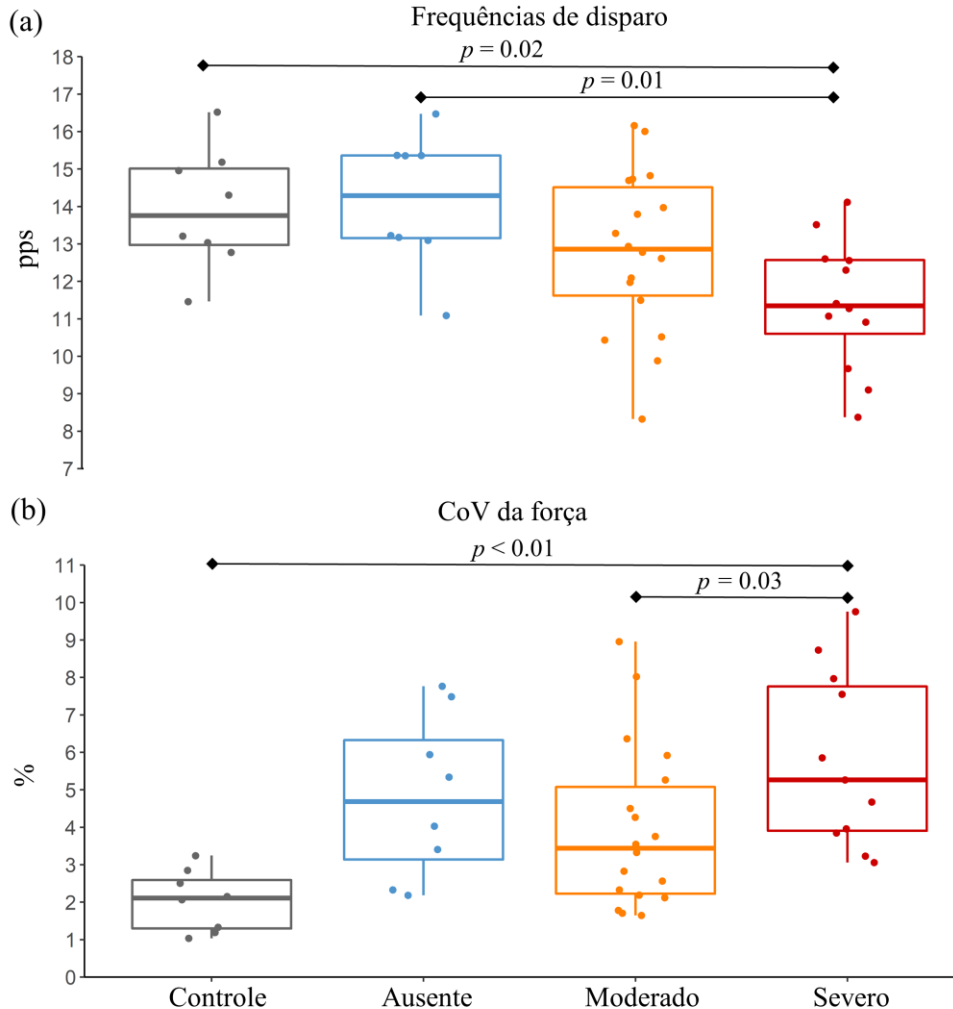 (a)
Frequências de disparo
p = 0.02
p = 0.01
18
17
16
15
14
13
12
11
10
9
8
7
pps
(b)
CoV da força
p < 0.01
p = 0.03
11
10
9
8
7
6
5
4
3
2
1
0
%
Controle Ausente Moderado Severo